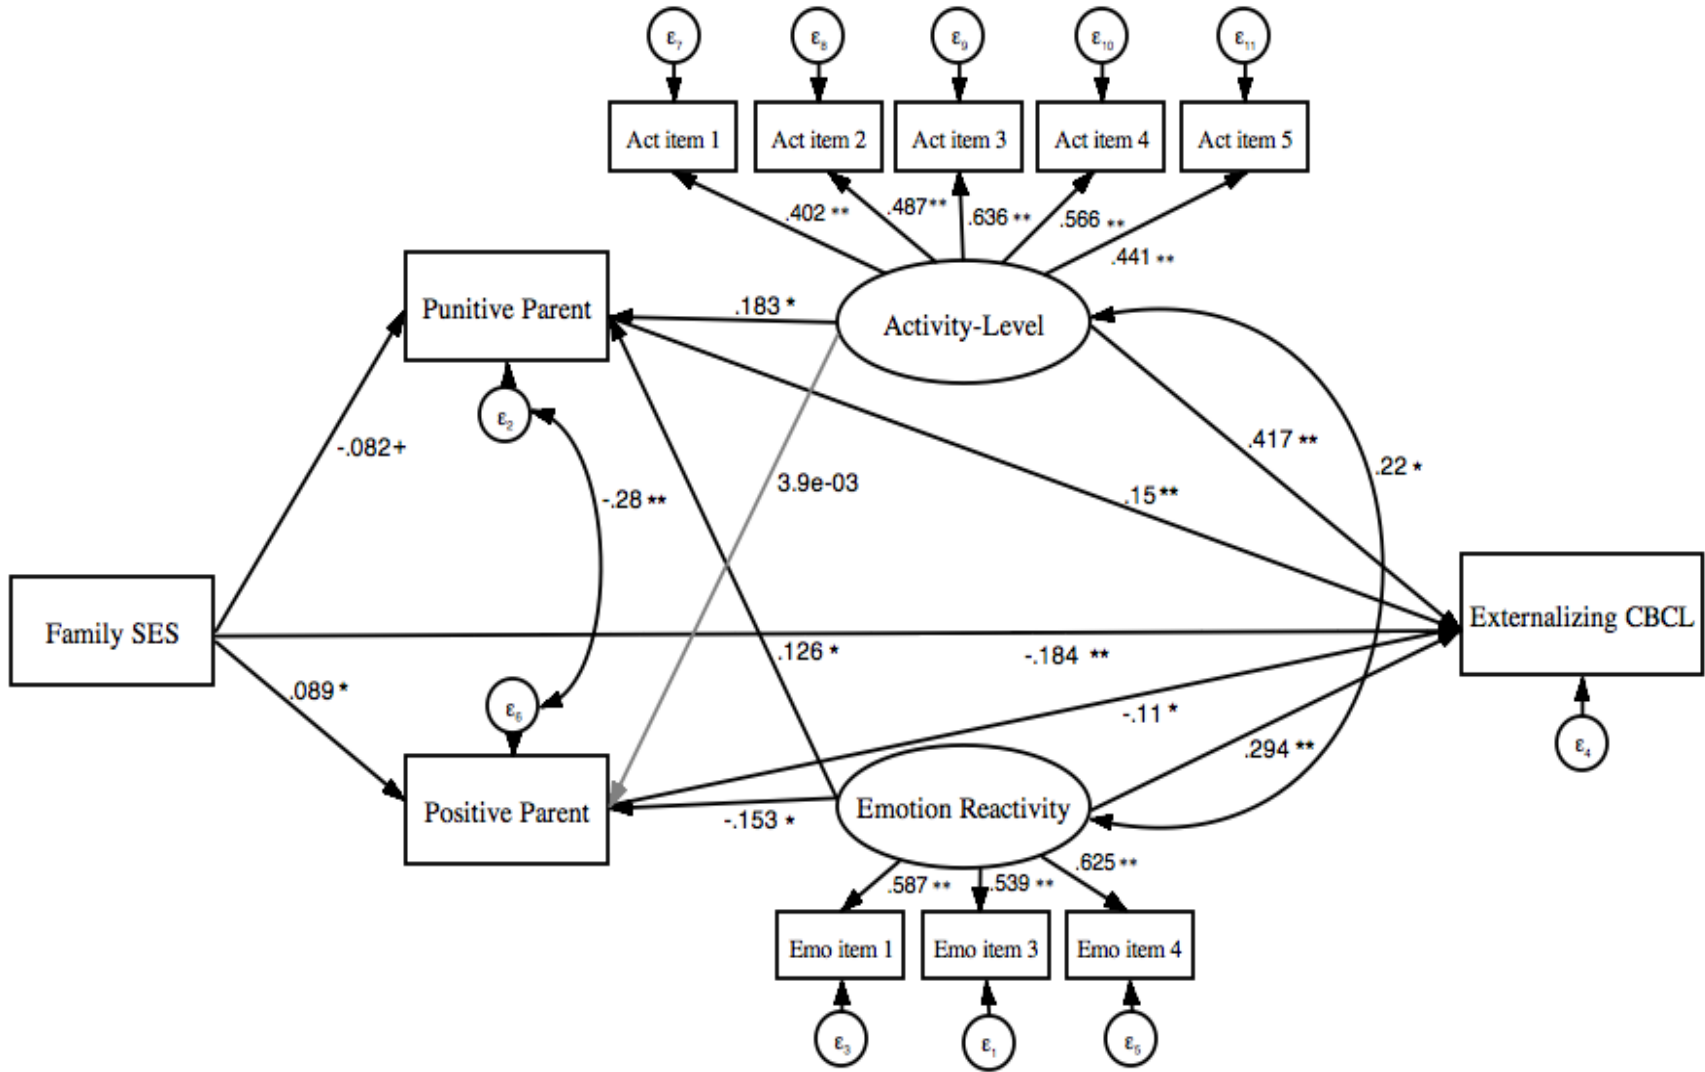 ε7
ε8
ε9
ε10
ε11
Act item 1
Act item 2
Act item 3
Act item 4
Act item 5
.402 **
.487**
.636 **
.566 **
.441 **
Punitive Parent
.183 *
Activity-Level
ε2
-.082+
-.28 **
3.9e-03
.417 **
.22 *
.15**
Family SES
Externalizing CBCL
.126 *
-.184 **
.089 *
ε6
-.11 *
.294 **
ε4
Positive Parent
-.153 *
Emotion Reactivity
.587 **
.539 **
.625 **
Emo item 1
Emo item 3
Emo item 4
ε3
ε1
ε5